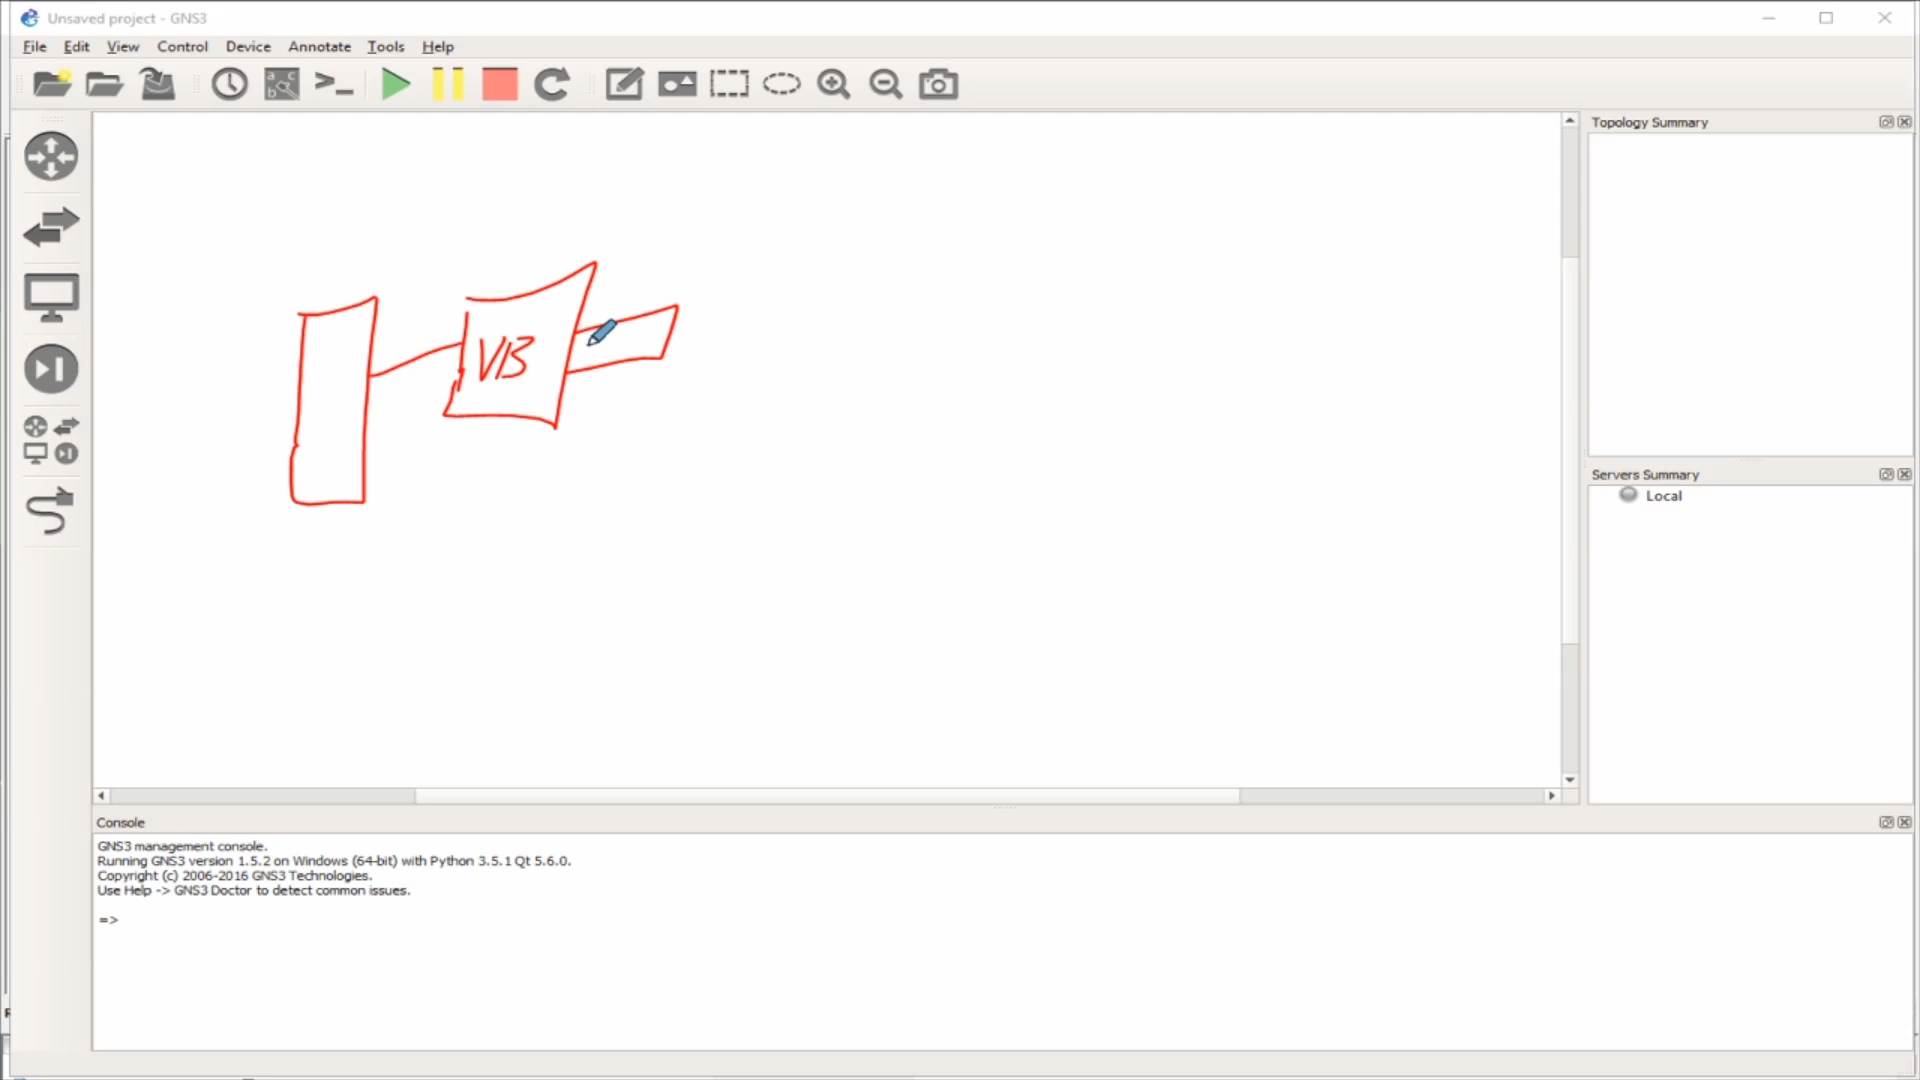 Unsaved project - GNS3
File Edit View Control Device Annotate Tools Help
a c
b
Topology Summary
VB
Servers Summary
Local
Console
GNS3 management console.
Running GNS3 version 1.5.2 on Windows (64-bit) with Python 3.5.1 Qt 5.6.0.
Copyright (c) 2006-2016 GNS3 Technologies.
Use Help -> GNS3 Doctor to detect common issues.
=>